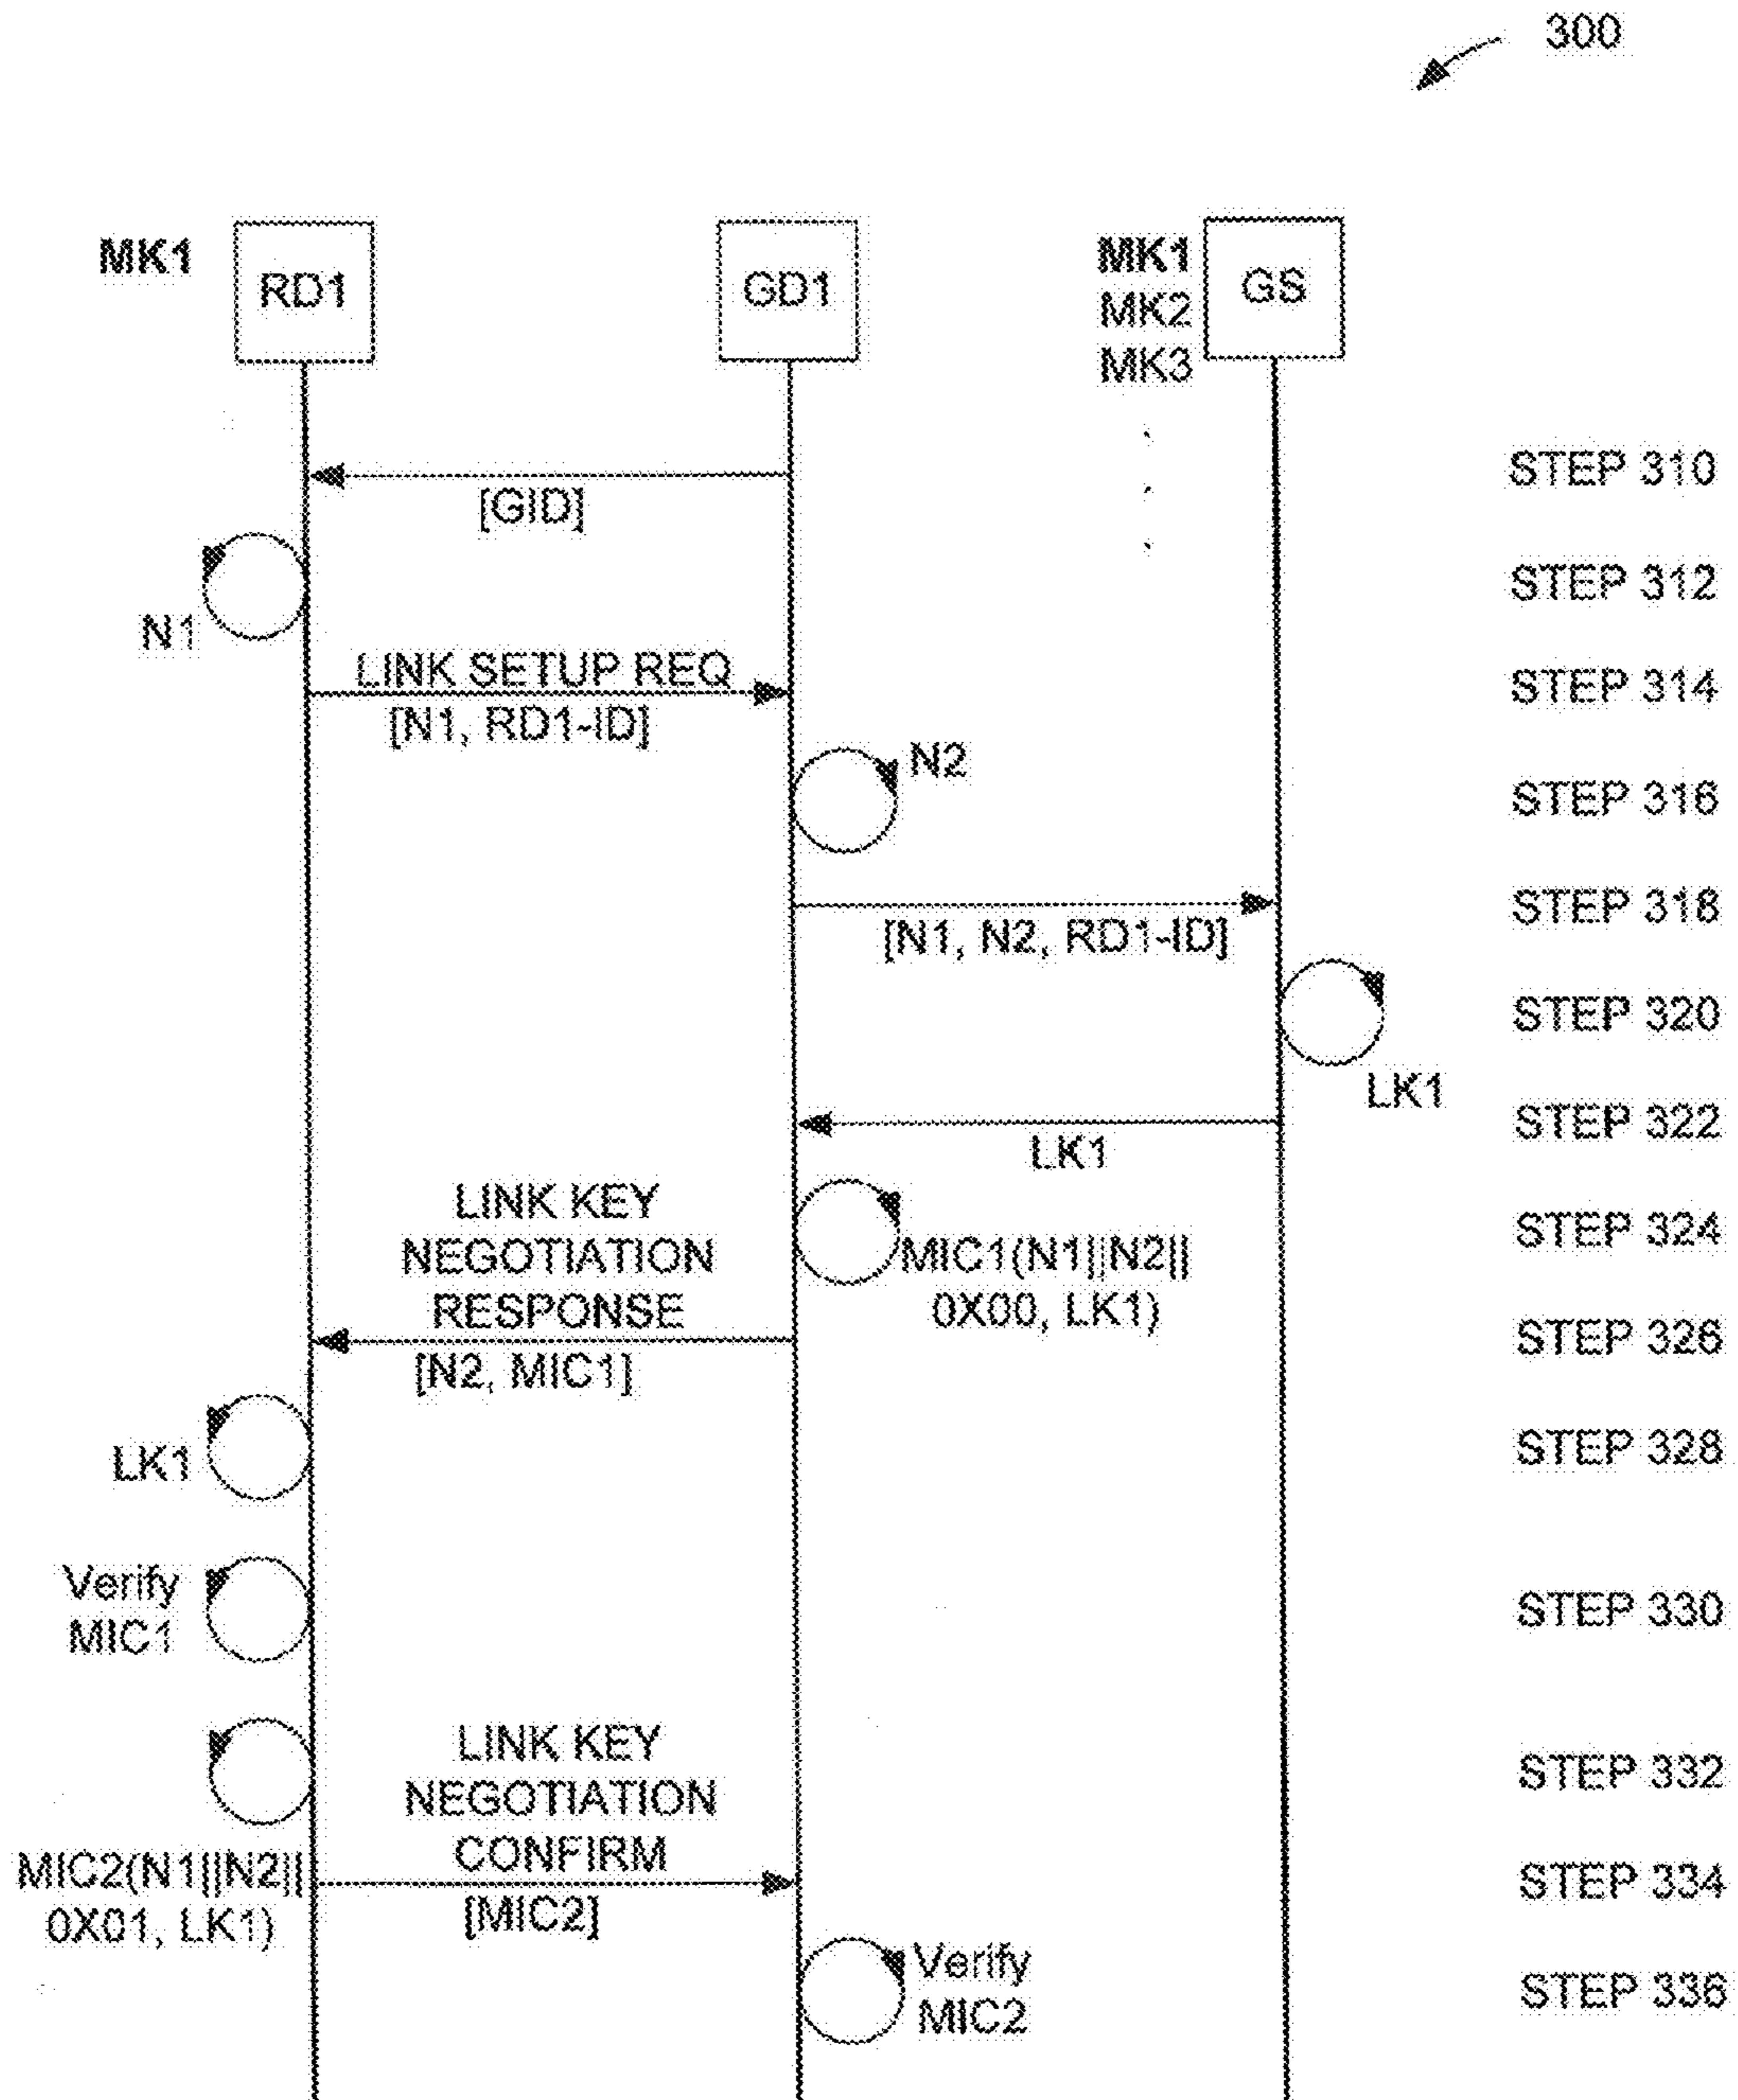 300
MK1
RD1
GD1
MK1
MK2
MK3
GS
STEP 310
[GID]
STEP 312
N1
LINK SETUP REQ
STEP 314
[N1, RD1-ID]
N2
STEP 316
STEP 318
[N1, N2, RD1-ID]
STEP 320
LK1
STEP 322
LK1
LINK KEY
NEGOTIATION
RESPONSE
STEP 324
MIC1(N1||N2||
0X00, LK1)
STEP 326
[N2, MIC1]
LK1
STEP 328
Verify
MIC1
STEP 330
LINK KEY
NEGOTIATION
CONFIRM
STEP 332
MIC2(N1||N2||
0X01, LK1)
STEP 334
[MIC2]
Verify
MIC2
STEP 336